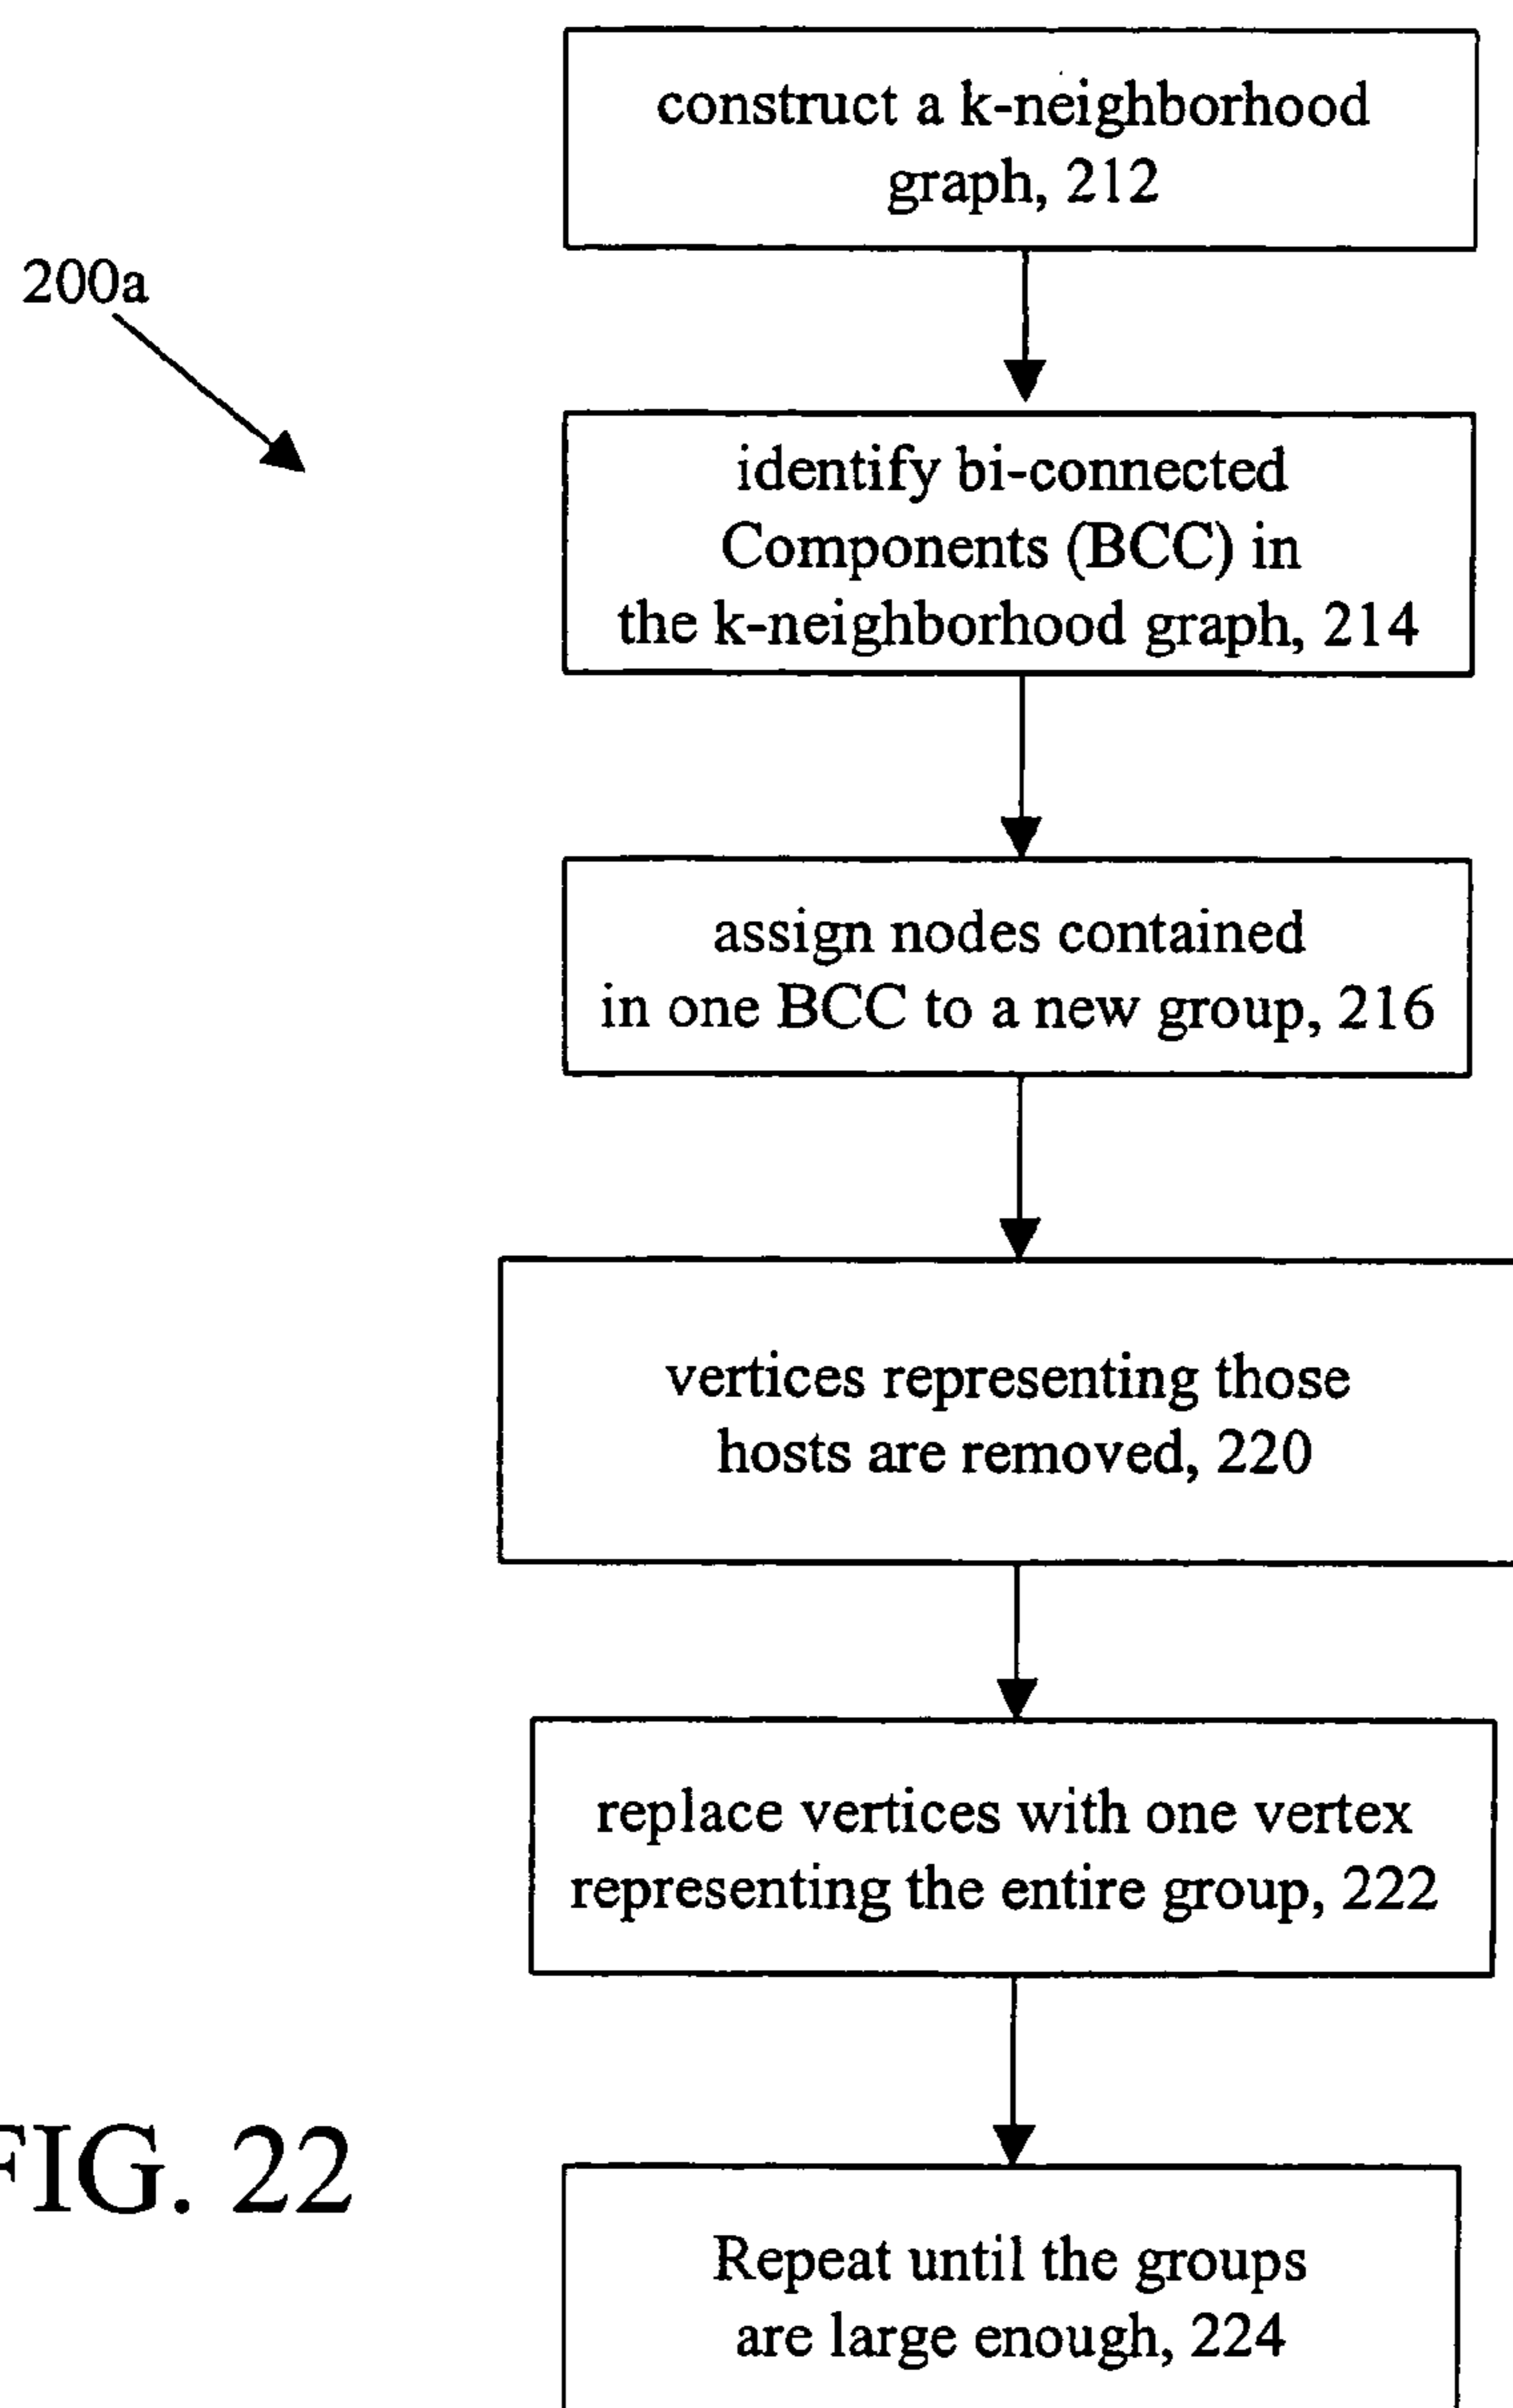 construct a k-neighborhood
graph, 212
200a
identify bi-connected
Components (BCC) in
the k-neighborhood graph, 214
assign nodes contained
in one BCC to a new group, 216
vertices representing those
hosts are removed, 220
replace vertices with one vertex
representing the entire group, 222
FIG. 22
Repeat until the groups
are large enough, 224